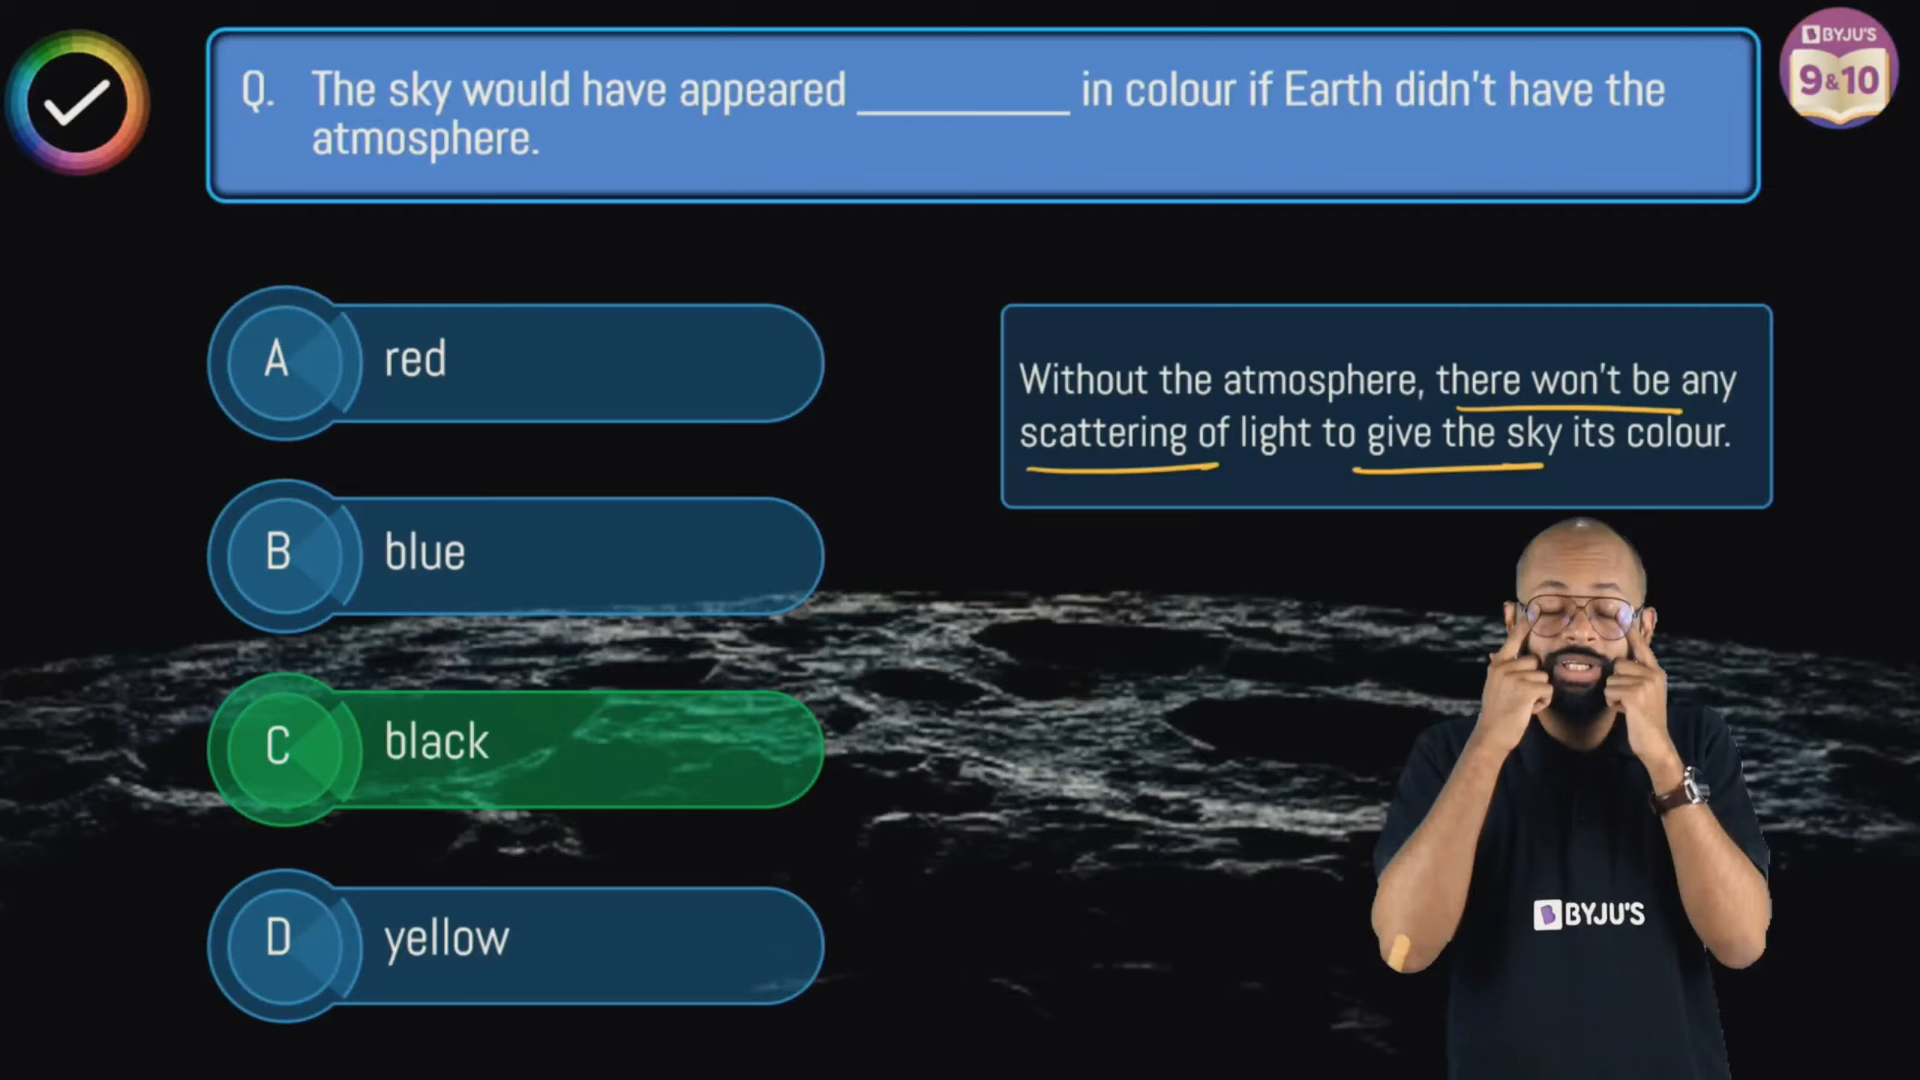 Q. The sky would have appeared __________ in colour if Earth didn't have the
atmosphere.
BYJU'S
9&10
A red
Without the atmosphere, there won't be any
scattering of light to give the sky its colour.
B blue
C black
D yellow
BYJU'S